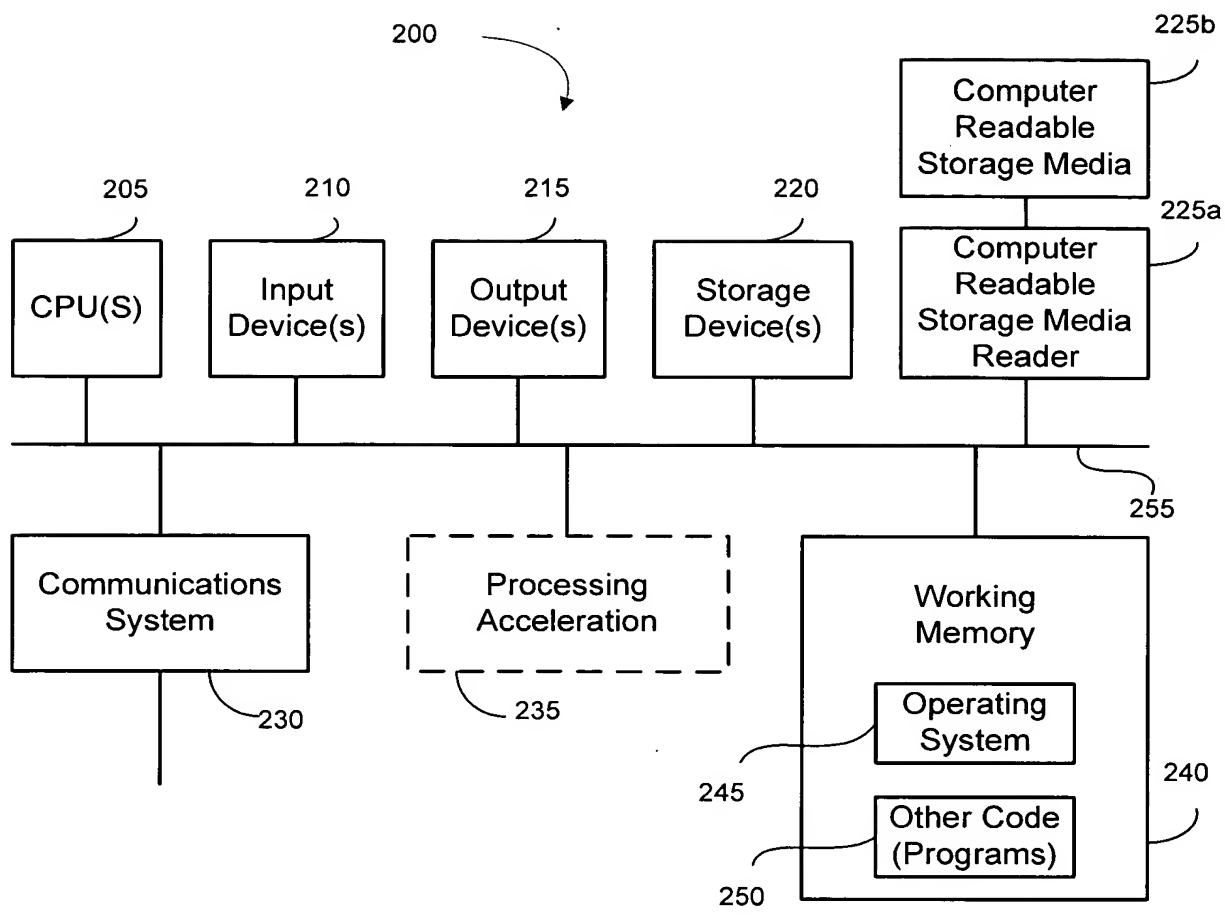 200
225b
Computer
Readable
Storage Media
205
210
215
220
225a
CPU(S)
Input
Device(s)
Output
Device(s)
Storage
Device(s)
Computer
Readable
Storage Media
Reader
255
Communications
System
230
Processing
Acceleration
235
Working
Memory
Operating
System
245
240
Other Code
(Programs)
250